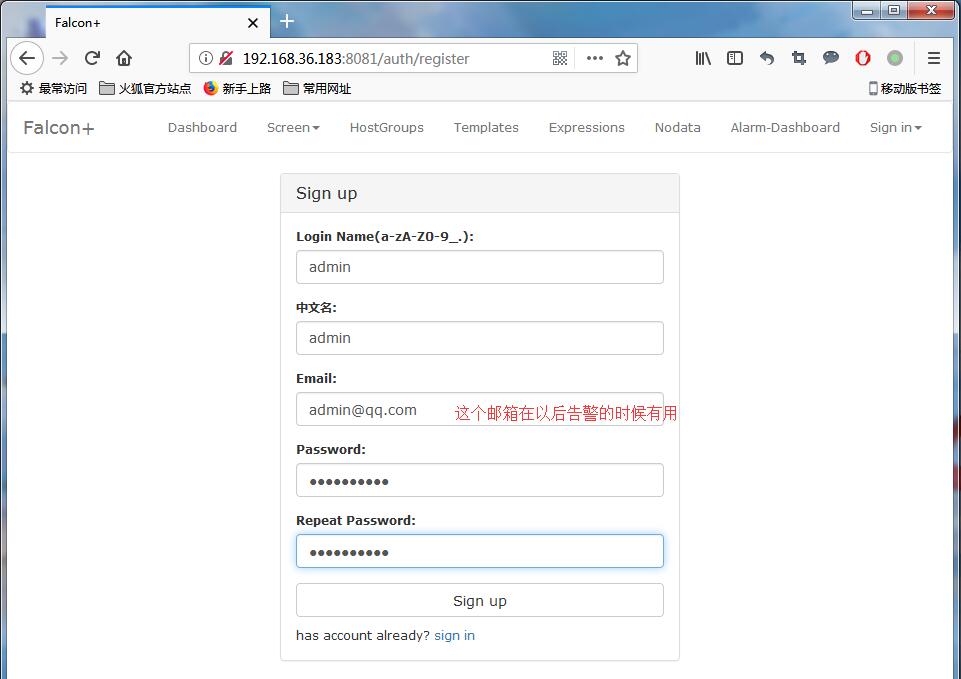 Falcon+
192.168.36.183:8081/auth/register
最常访问 火狐官方站点 新手上路 常用网址 移动版书签
Falcon+ Dashboard Screen HostGroups Templates Expressions Nodata Alarm-Dashboard Sign in
Sign up
Login Name(a-zA-Z0-9_.):
admin
中文名:
admin
Email:
admin@qq.com 这个邮箱在以后告警的时候有用
Password:
●●●●●●●●●●
Repeat Password:
●●●●●●●●●●
Sign up
has account already? sign in